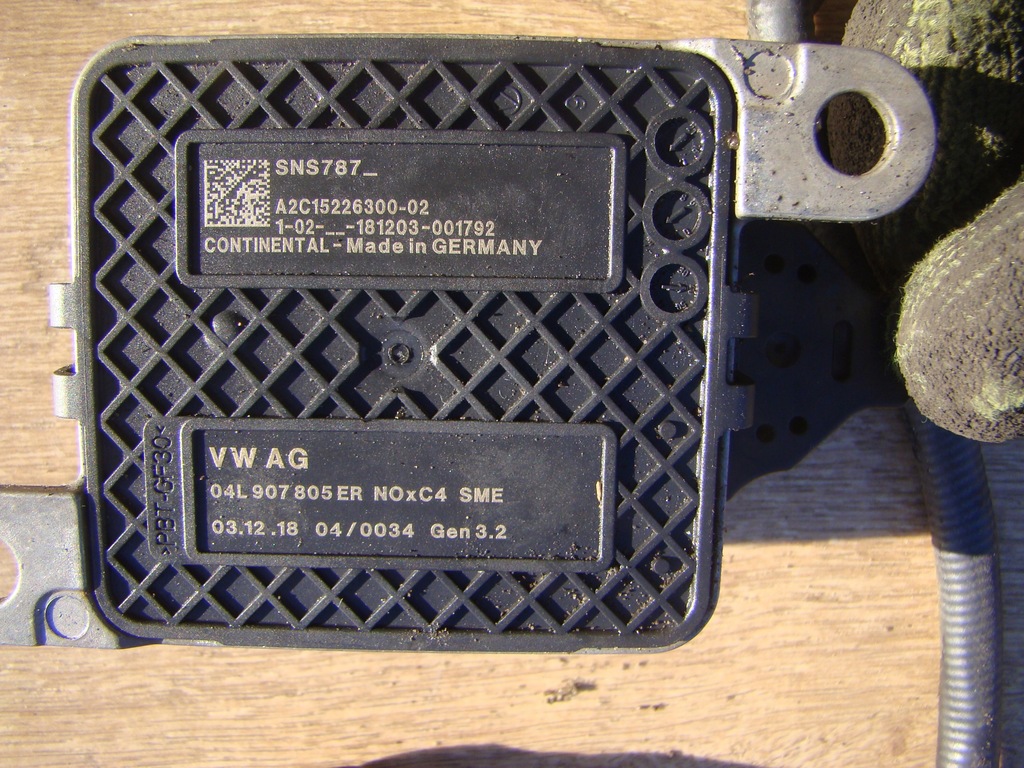 SNS787_
A2C15226300-02
1-02-__-181203-001792
CONTINENTAL - Made in GERMANY
>PBT-GF30<
VW AG
04L 907 805 ER NOxC4 SME
03.12.18 04/0034 Gen 3.2